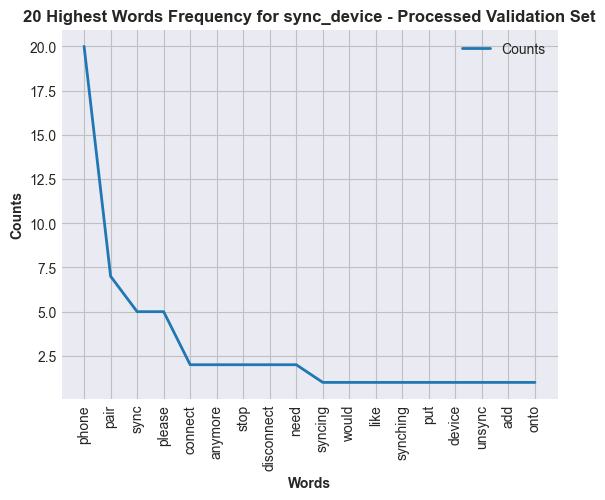 20 Highest Words Frequency for sync_device - Processed Validation Set
Counts
20.0
17.5
15.0
12.5
10.0
7.5
5.0
2.5
Counts
phone
pair
sync
please
connect
anymore
stop
disconnect
need
syncing
would
like
synching
put
device
unsync
add
onto
Words